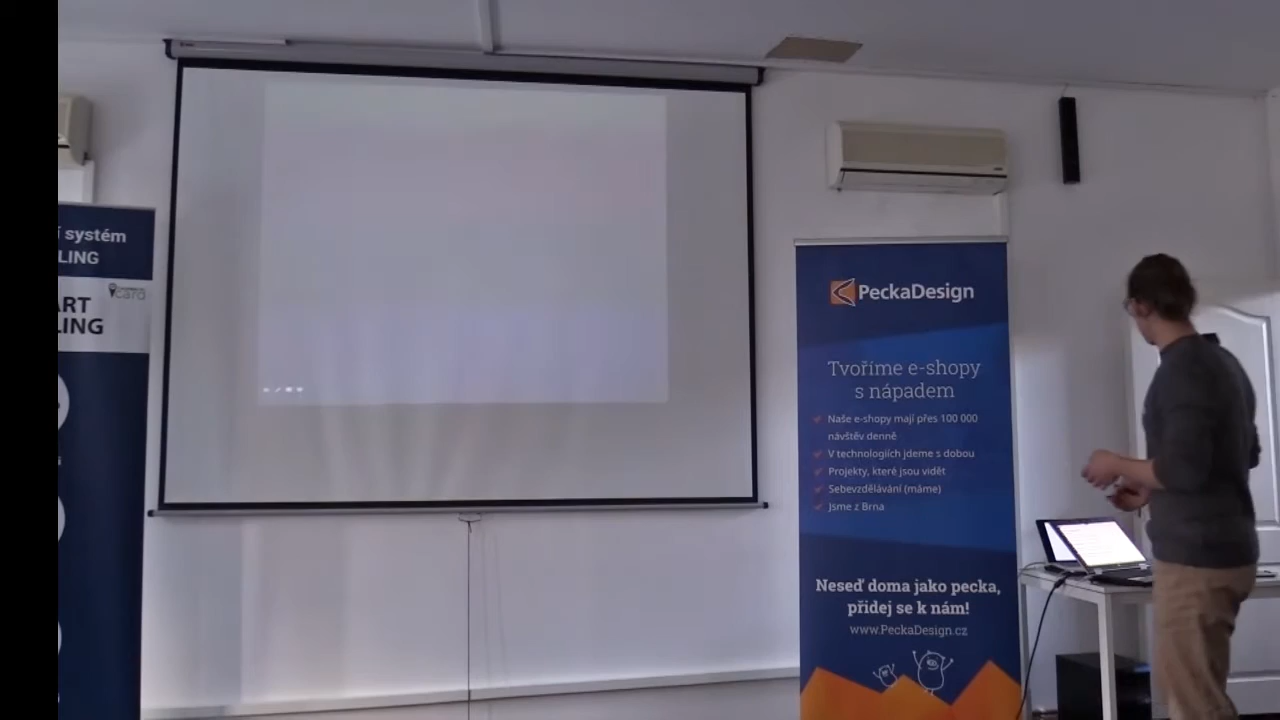 í systém
LING
card
ART
LING
PeckaDesign
Tvoříme e-shopy
s nápadem
Naše e-shopy mají přes 100 000
návštěv denně
V technologiích jdeme s dobou
Projekty, které jsou vidět
Sebevzdělávání (máme)
Jsme z Brna
Neseď doma jako pecka,
přidej se k nám!
www.PeckaDesign.cz